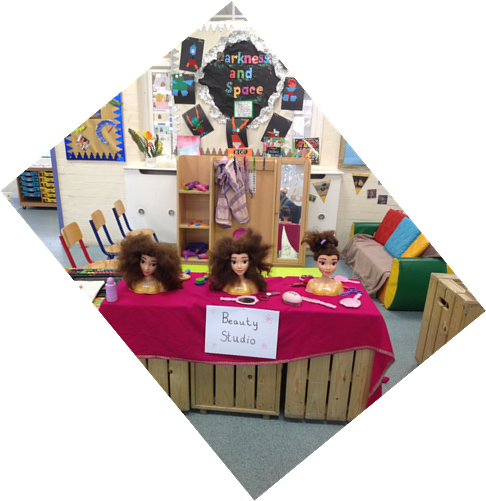 Darkness
and
Space
Beauty
Studio